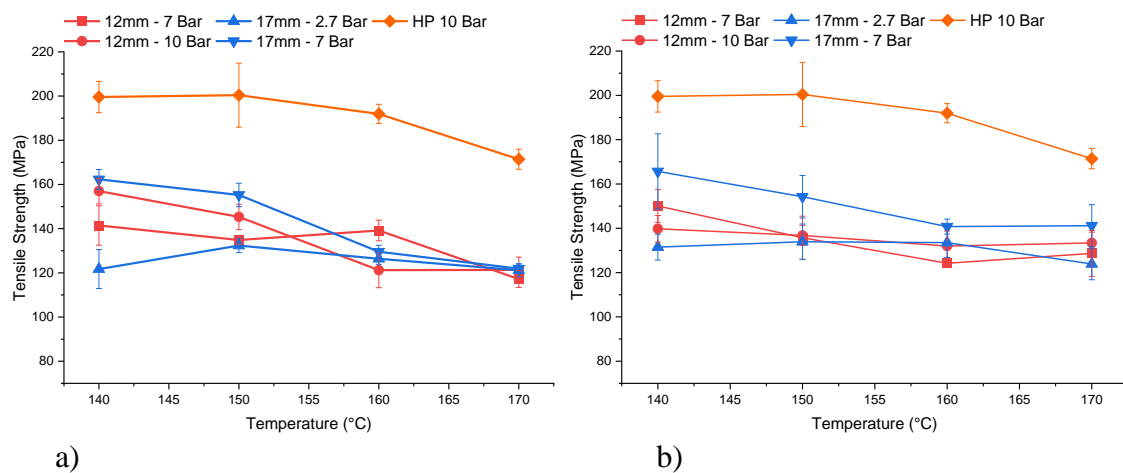 12mm - 7 Bar 17mm - 2.7 Bar HP 10 Bar
12mm - 10 Bar 17mm - 7 Bar
220
200
180
160
140
120
100
80
Tensile Strength (MPa)
140 145 150 155 160 165 170
Temperature (°C)
a)
12mm - 7 Bar 17mm - 2.7 Bar HP 10 Bar
12mm - 10 Bar 17mm - 7 Bar
220
200
180
160
140
120
100
80
Tensile Strength (MPa)
140 145 150 155 160 165 170
Temperature (°C)
b)